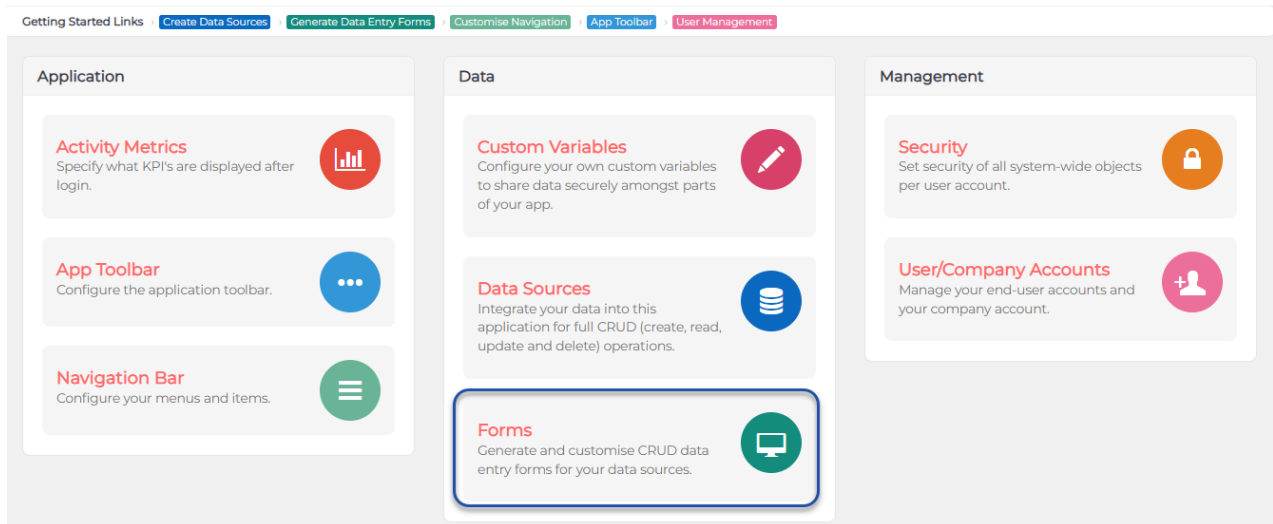 Getting Started Links › Create Data Sources › Generate Data Entry Forms › Customise Navigation › App Toolbar › User Management
Application
Activity Metrics
Specify what KPI's are displayed after
login.
App Toolbar
Configure the application toolbar.
Navigation Bar
Configure your menus and items.
Data
Custom Variables
Configure your own custom variables
to share data securely amongst parts
of your app.
Data Sources
Integrate your data into this
application for full CRUD (create, read,
update and delete) operations.
Forms
Generate and customise CRUD data
entry forms for your data sources.
Management
Security
Set security of all system-wide objects
per user account.
User/Company Accounts
Manage your end-user accounts and
your company account.